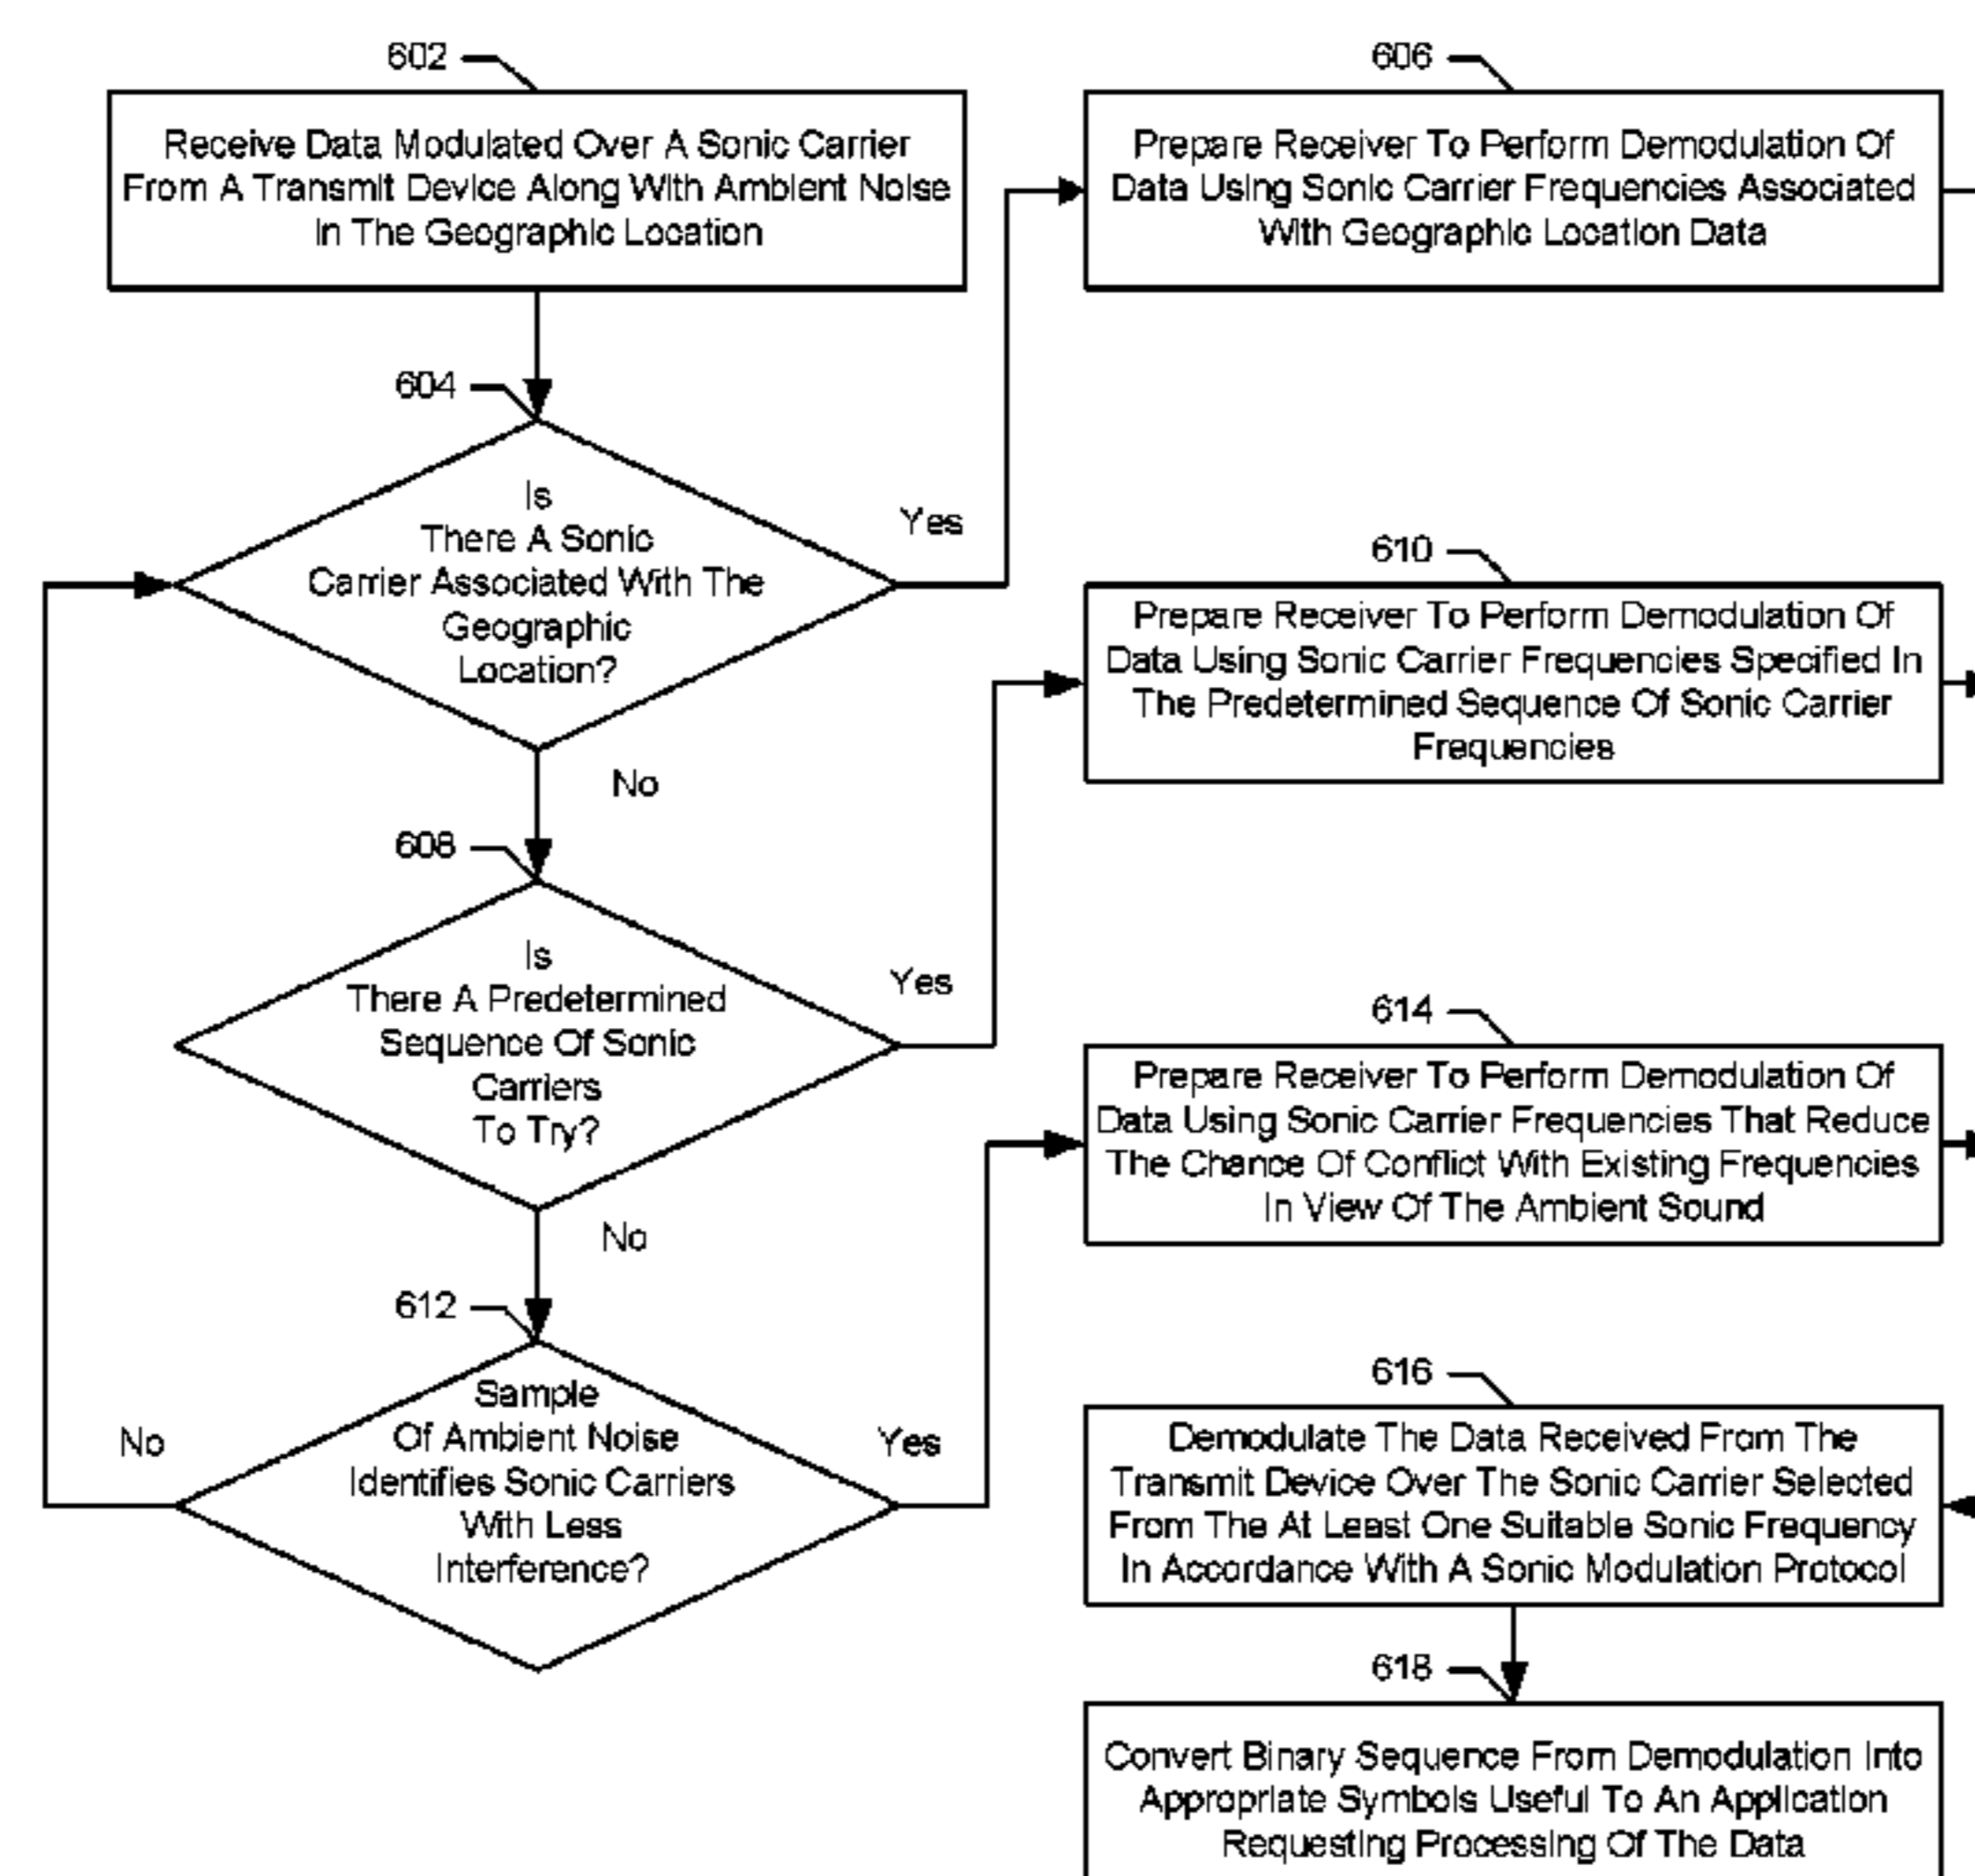 602
Receive Data Modulated Over A Sonic Carrier
From A Transmit Device Along With Ambient Noise
In The Geographic Location
604
Is
There A Sonic
Carrier Associated With The
Geographic
Location?
Yes
No
606
Prepare Receiver To Perform Demodulation Of
Data Using Sonic Carrier Frequencies Associated
With Geographic Location Data
608
Is
There A Predetermined
Sequence Of Sonic
Carriers
To Try?
Yes
No
610
Prepare Receiver To Perform Demodulation Of
Data Using Sonic Carrier Frequencies Specified In
The Predetermined Sequence Of Sonic Carrier
Frequencies
612
Sample
Of Ambient Noise
Identifies Sonic Carriers
With Less
Interference?
No
Yes
614
Prepare Receiver To Perform Demodulation Of
Data Using Sonic Carrier Frequencies That Reduce
The Chance Of Conflict With Existing Frequencies
In View Of The Ambient Sound
616
Demodulate The Data Received From The
Transmit Device Over The Sonic Carrier Selected
From The At Least One Suitable Sonic Frequency
In Accordance With A Sonic Modulation Protocol
618
Convert Binary Sequence From Demodulation Into
Appropriate Symbols Useful To An Application
Requesting Processing Of The Data